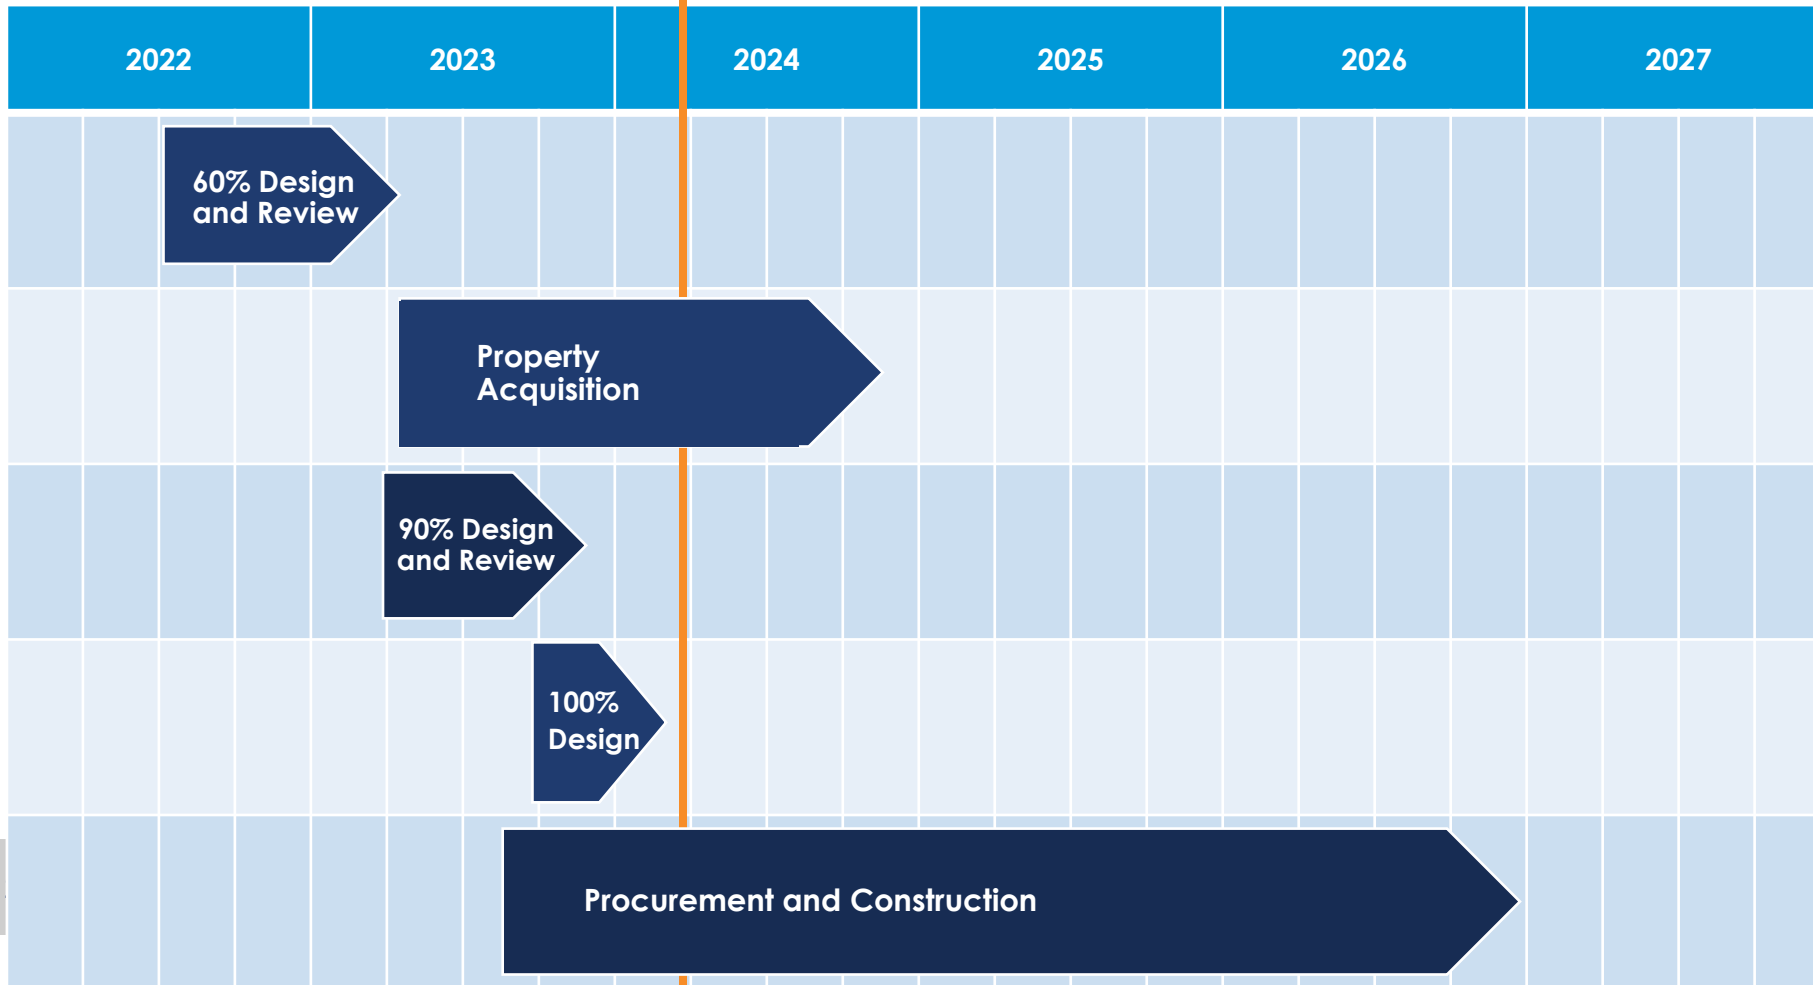 2022 2023 2024 2025 2026 2027
60% Design
and Review
Property
Acquisition
90% Design
and Review
100%
Design
Procurement and Construction